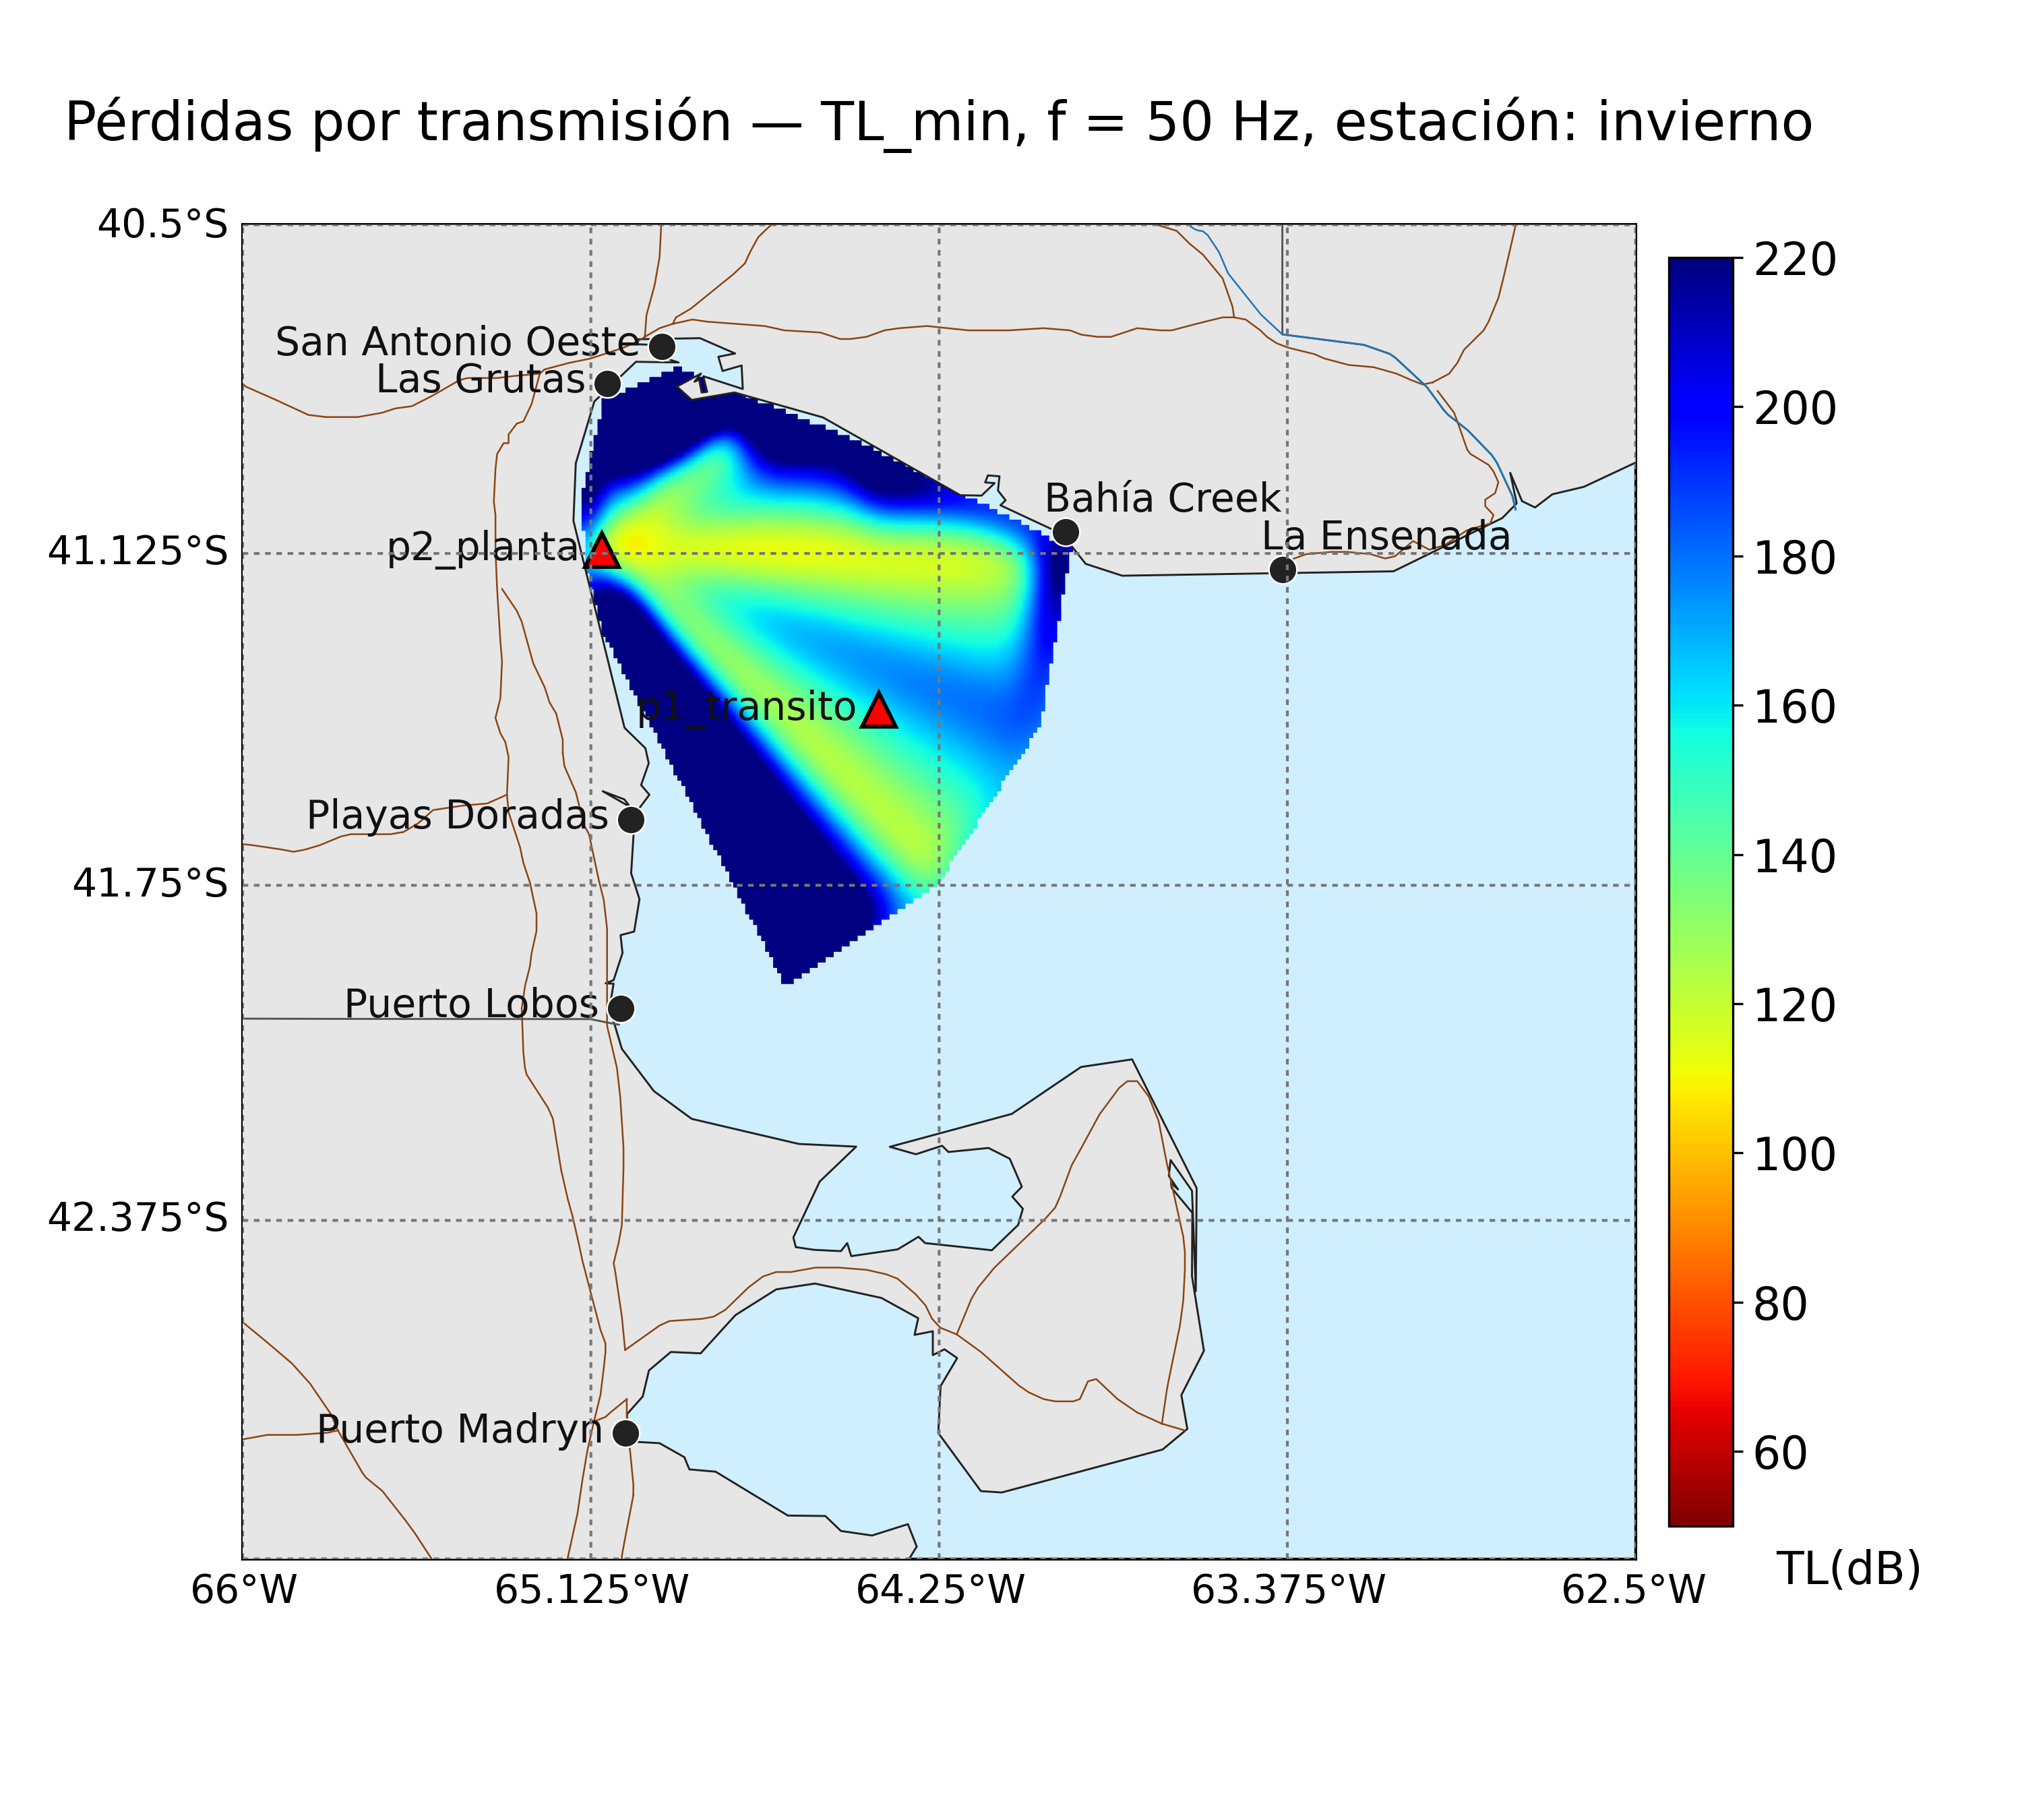 Pérdidas por transmisión — TL_min, f = 50 Hz, estación: invierno
40.5°S
220
San Antonio Oeste
Las Grutas
200
Bahía Creek
La Ensenada
p2_planta
41.125°S
180
p1_transito
160
Playas Doradas
140
41.75°S
Puerto Lobos
120
100
42.375°S
80
Puerto Madryn
60
TL(dB)
66°W
65.125°W
64.25°W
63.375°W
62.5°W